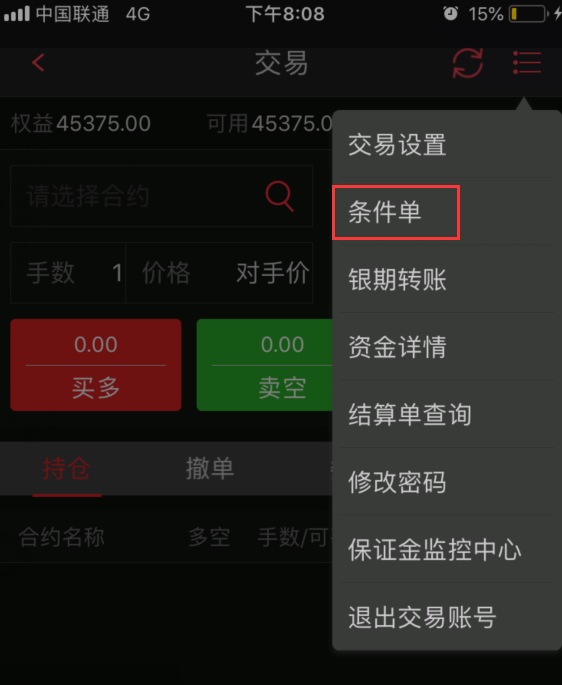 中国联通 4G 下午8:08 15%
交易
权益45375.00 可用45375.0
交易设置
请选择合约
条件单
手数 1 价格 对手价
银期转账
0.00 0.00
资金详情
买多 卖空
结算单查询
持仓 撤单
修改密码
合约名称 多空 手数/可
保证金监控中心
退出交易账号